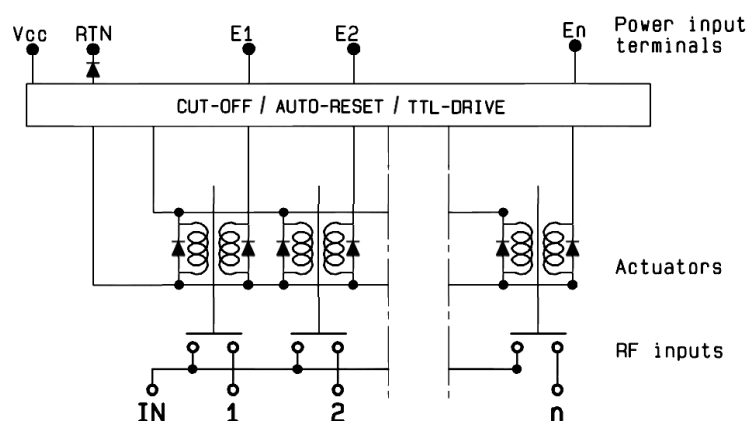 Vcc RTN E1 E2 En Power input
terminals
CUT-OFF / AUTO-RESET / TTL-DRIVE
Actuators
RF inputs
IN 1 2 n